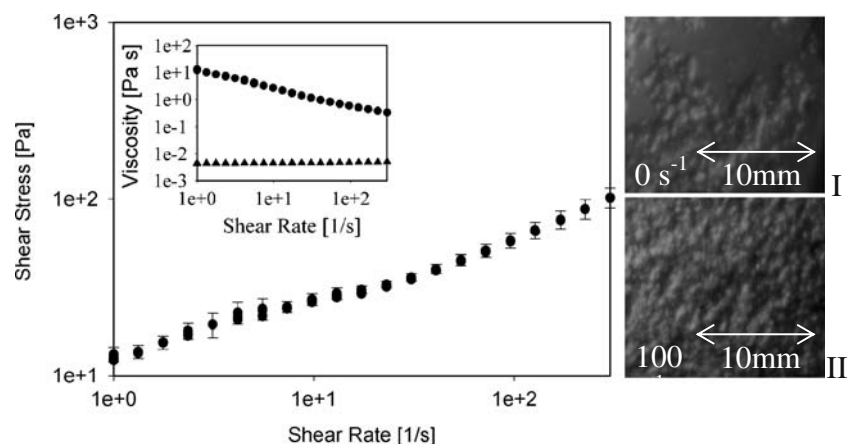 1e+3
1e+2
1e+1
Shear Stress [Pa]
1e+0
1e+1
1e+2
Shear Rate [1/s]
1e+2
1e+1
1e+0
1e-1
1e-2
1e-3
Viscosity [Pa s]
1e+0
1e+1
1e+2
Shear Rate [1/s]
0 s⁻¹
10mm
I
100
10mm
II